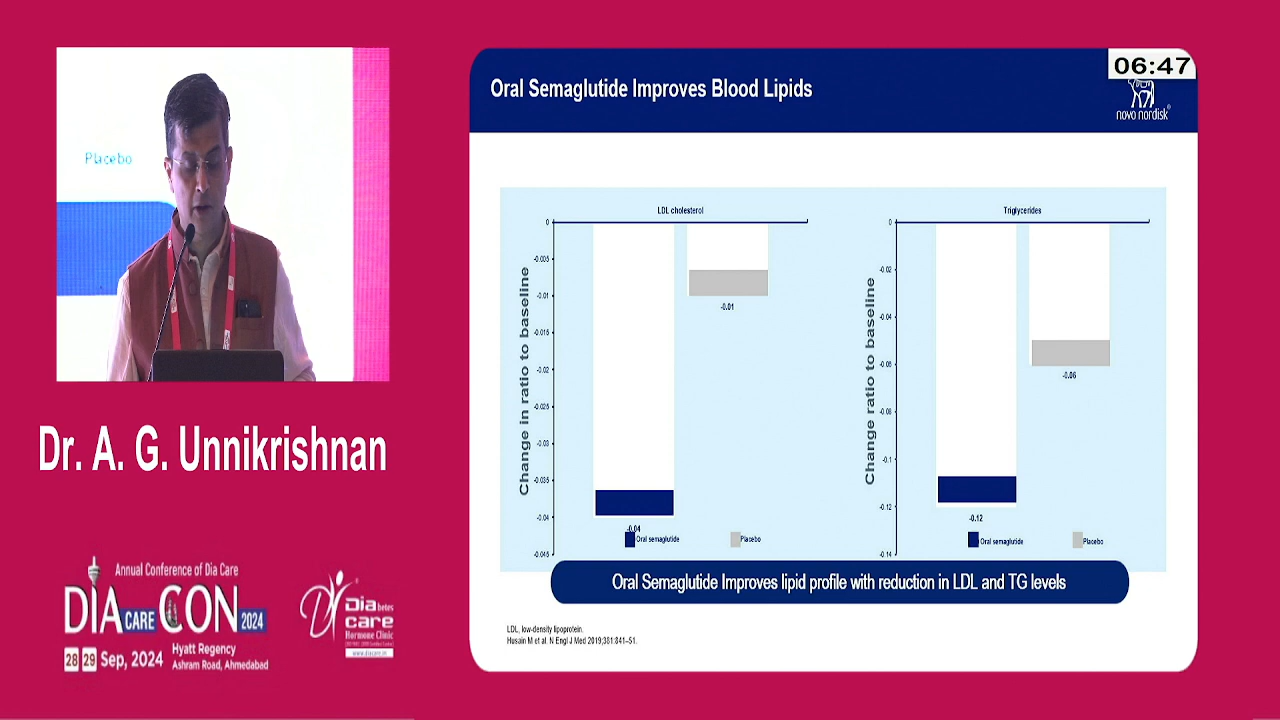 Placebo
Dr. A. G. Unnikrishnan
Annual Conference of Dia Care
DIA CARE CON 2024
28 29 Sep, 2024
Hyatt Regency
Ashram Road, Ahmedabad
Diabetes
care
Hormone Clinic
www.diacare.in
06:47
Oral Semaglutide Improves Blood Lipids
novo nordisk®
LDL cholesterol
Change in ratio to baseline
0
-0.005
-0.01
-0.015
-0.02
-0.025
-0.03
-0.035
-0.04
-0.045
-0.01
-0.04
Oral semaglutide
Placebo
Triglycerides
Change ratio to baseline
0
-0.02
-0.04
-0.06
-0.08
-0.1
-0.12
-0.14
-0.06
-0.12
Oral semaglutide
Placebo
Oral Semaglutide Improves lipid profile with reduction in LDL and TG levels
LDL, low-density lipoprotein.
Husain M et al. N Engl J Med 2019;381:841–51.